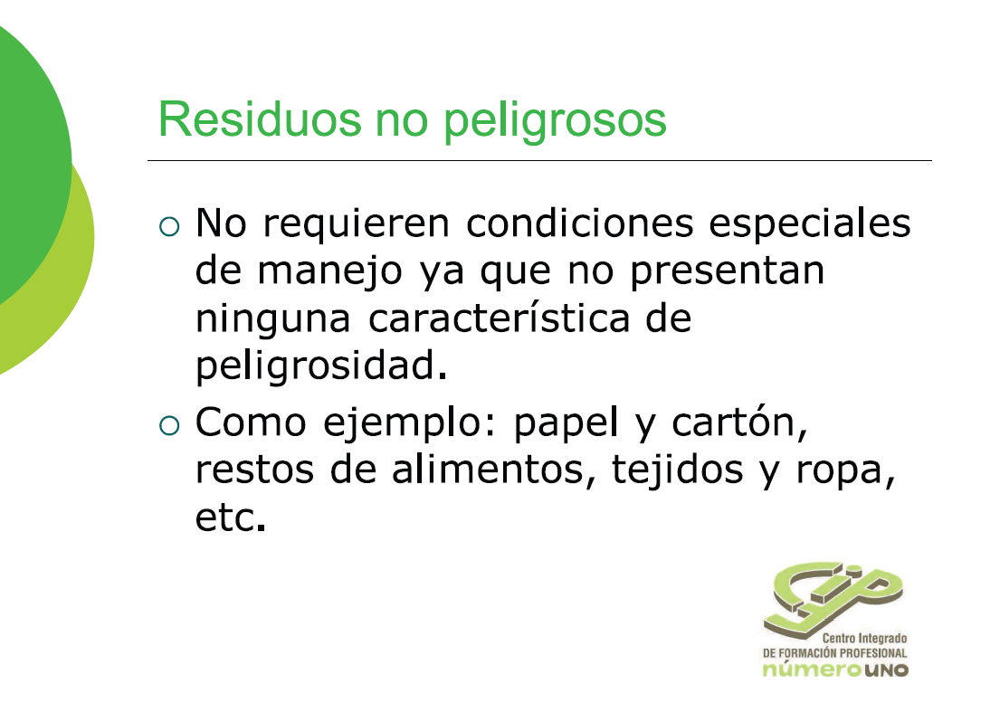 Residuos no peligrosos
No requieren condiciones especiales
de manejo ya que no presentan
ninguna característica de
peligrosidad.
Como ejemplo: papel y cartón,
restos de alimentos, tejidos y ropa,
etc.
CIFP
Centro Integrado
DE FORMACIÓN PROFESIONAL
númerouno